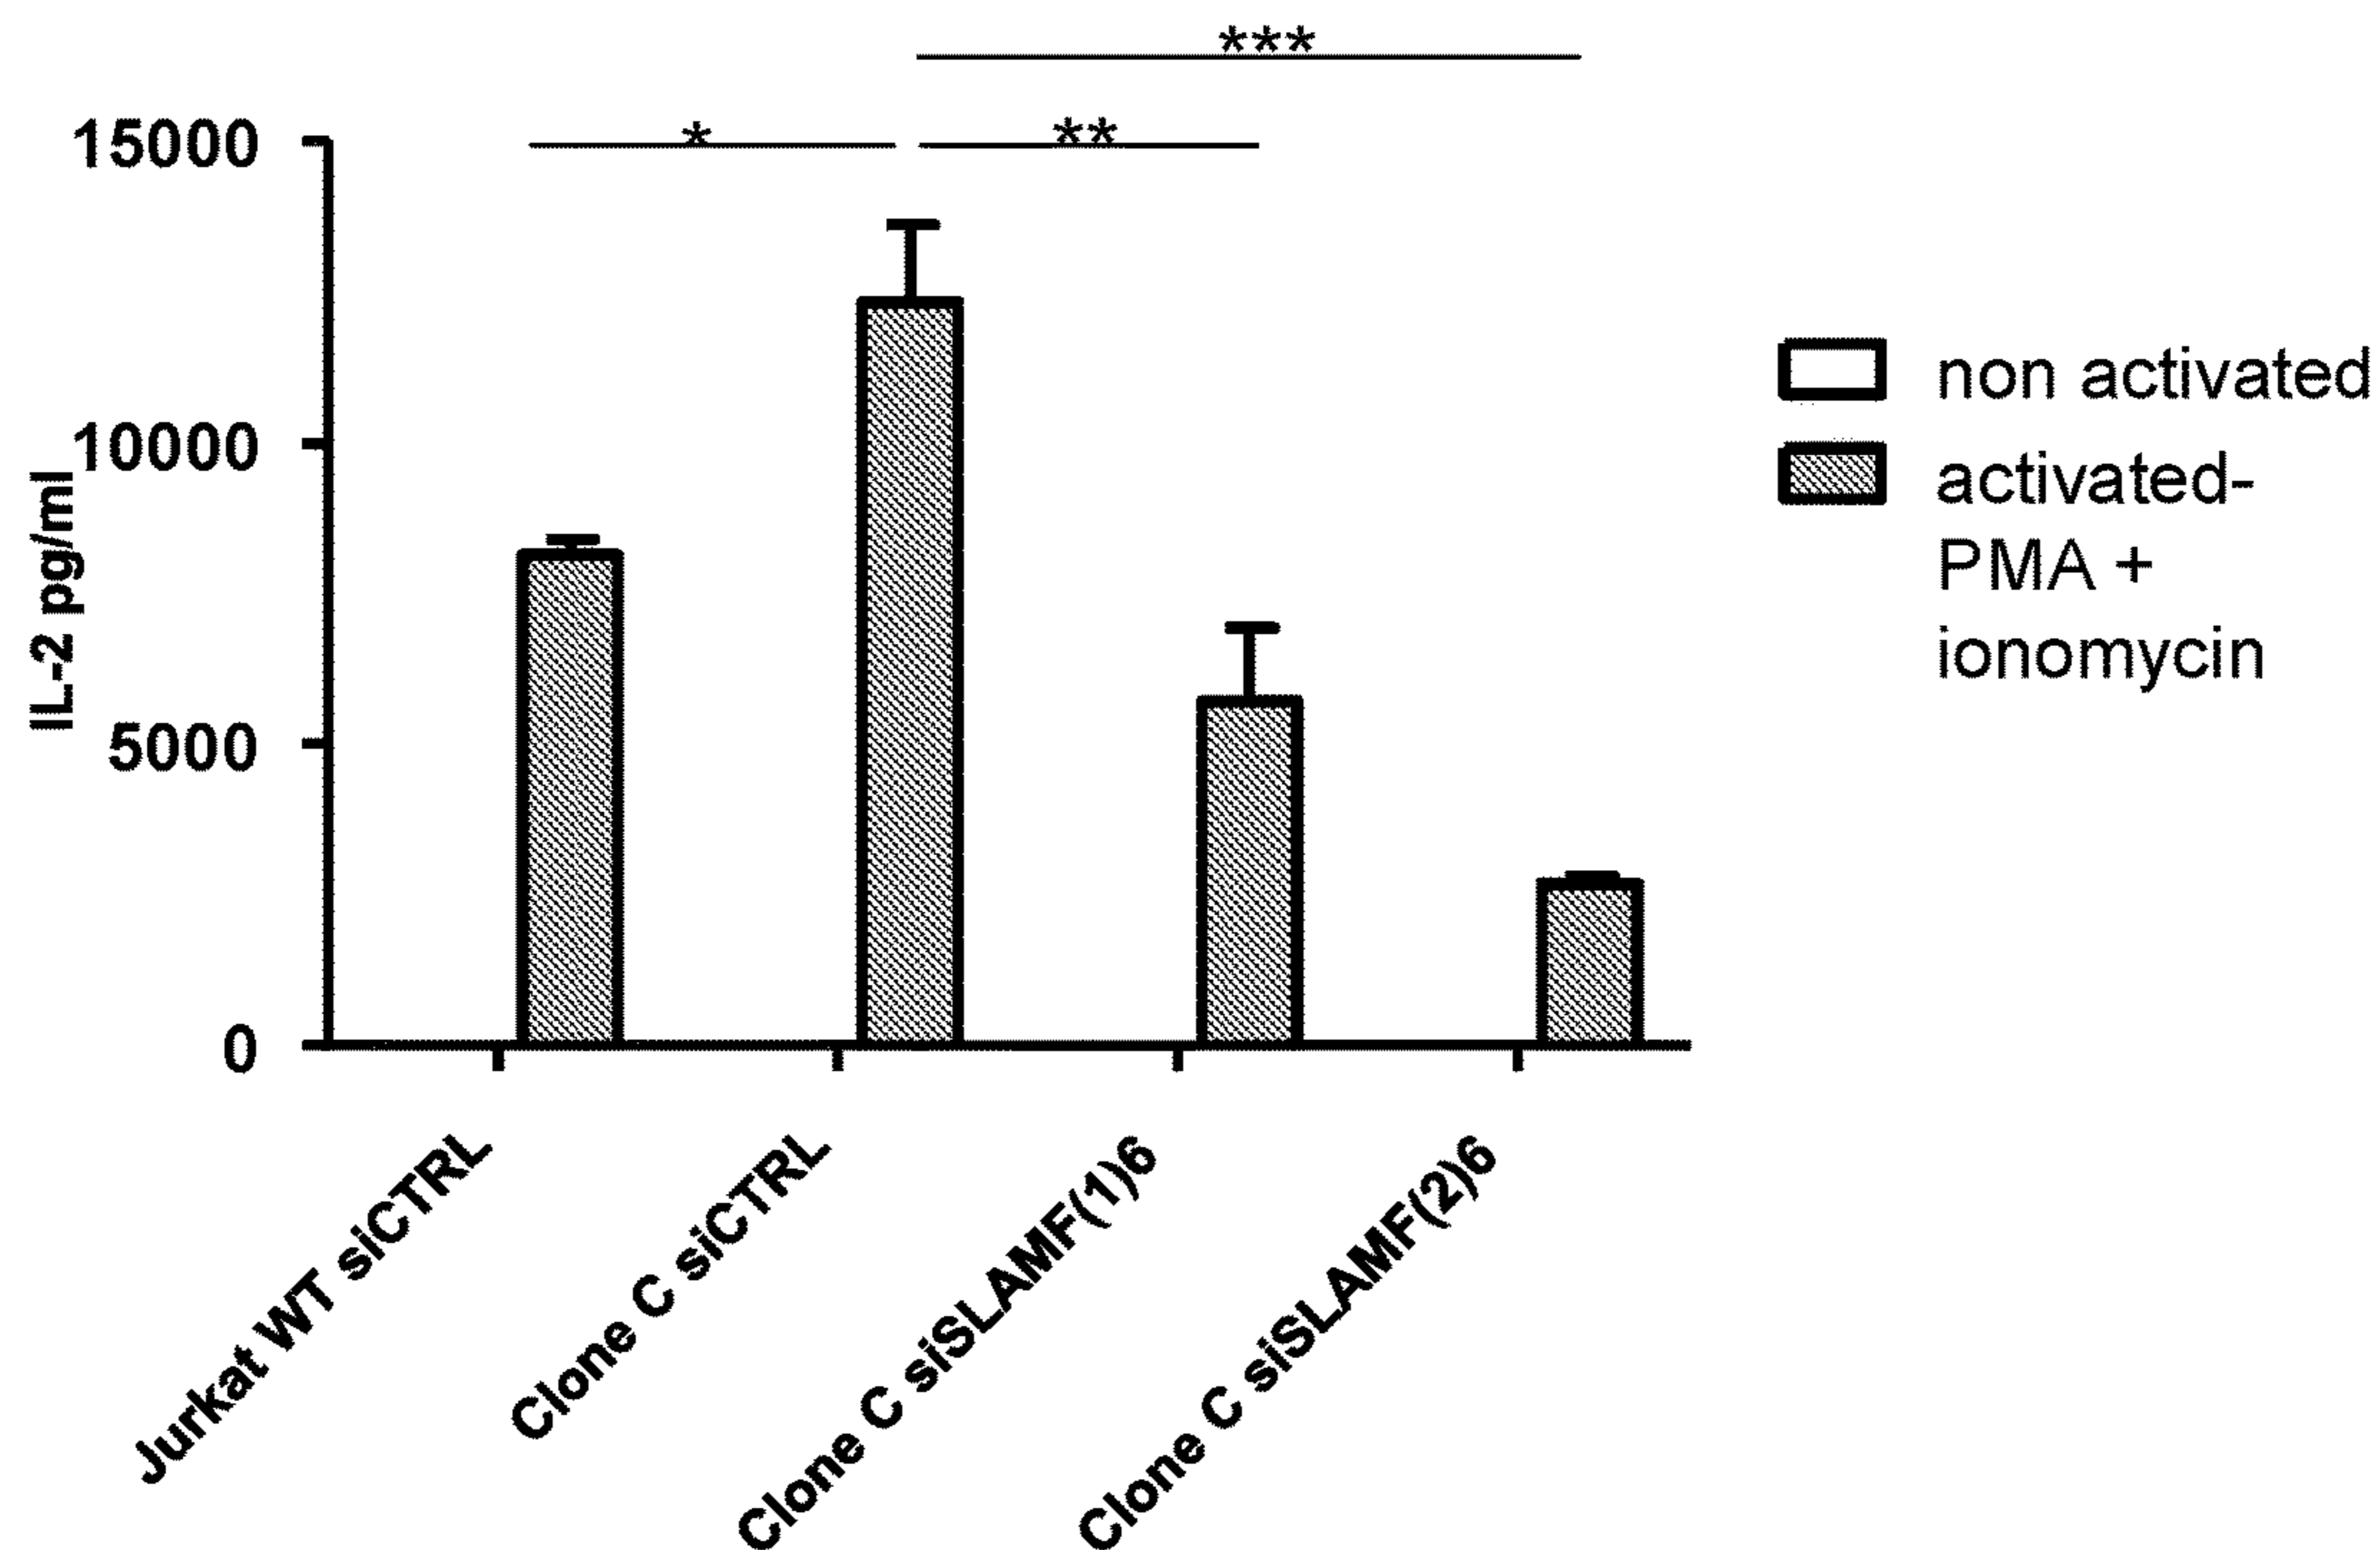 ***
* **
15000
10000
5000
0
IL-2 pg/ml
non activated
activated-
PMA +
ionomycin
Jurkat WT siCTRL
Clone C siCTRL
Clone C siSLAMF(1)6
Clone C siSLAMF(2)6